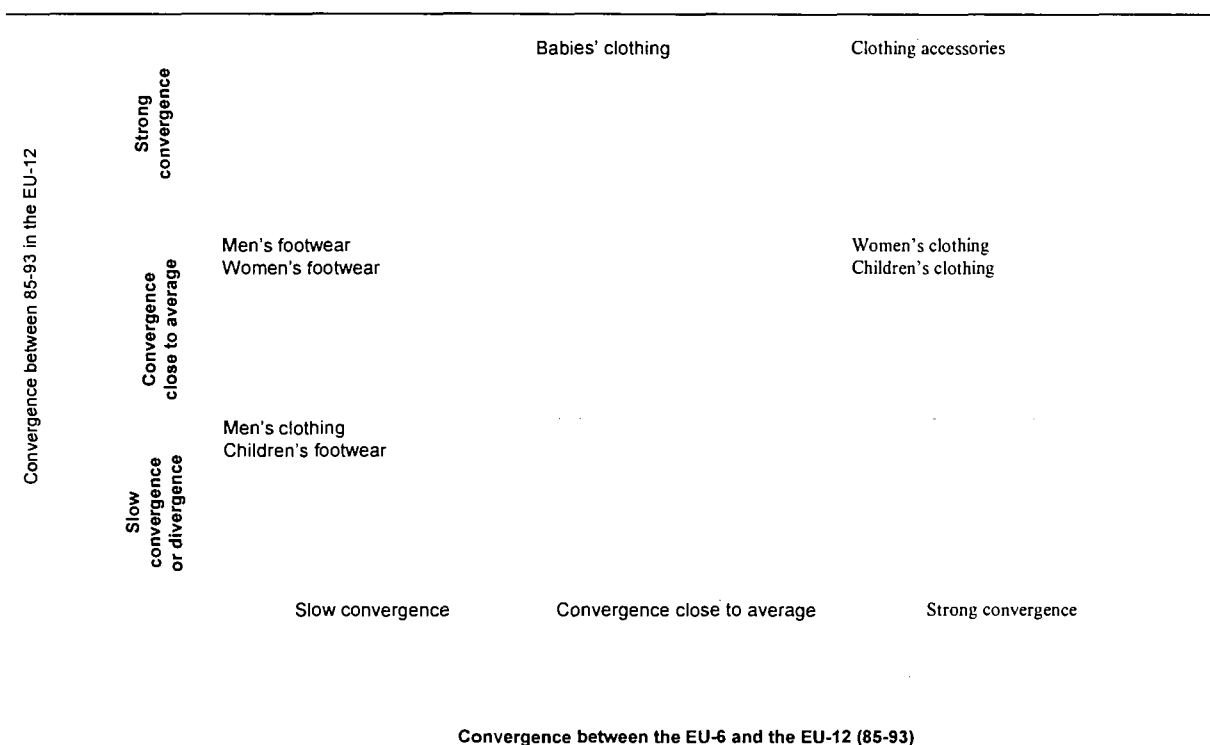 Convergence between 85-93 in the EU-12
Strong
convergence
Babies' clothing
Clothing accessories
Convergence
close to average
Men's footwear
Women's footwear
Women's clothing
Children's clothing
Slow
convergence
or divergence
Men's clothing
Children's footwear
Slow convergence
Convergence close to average
Strong convergence
Convergence between the EU-6 and the EU-12 (85-93)